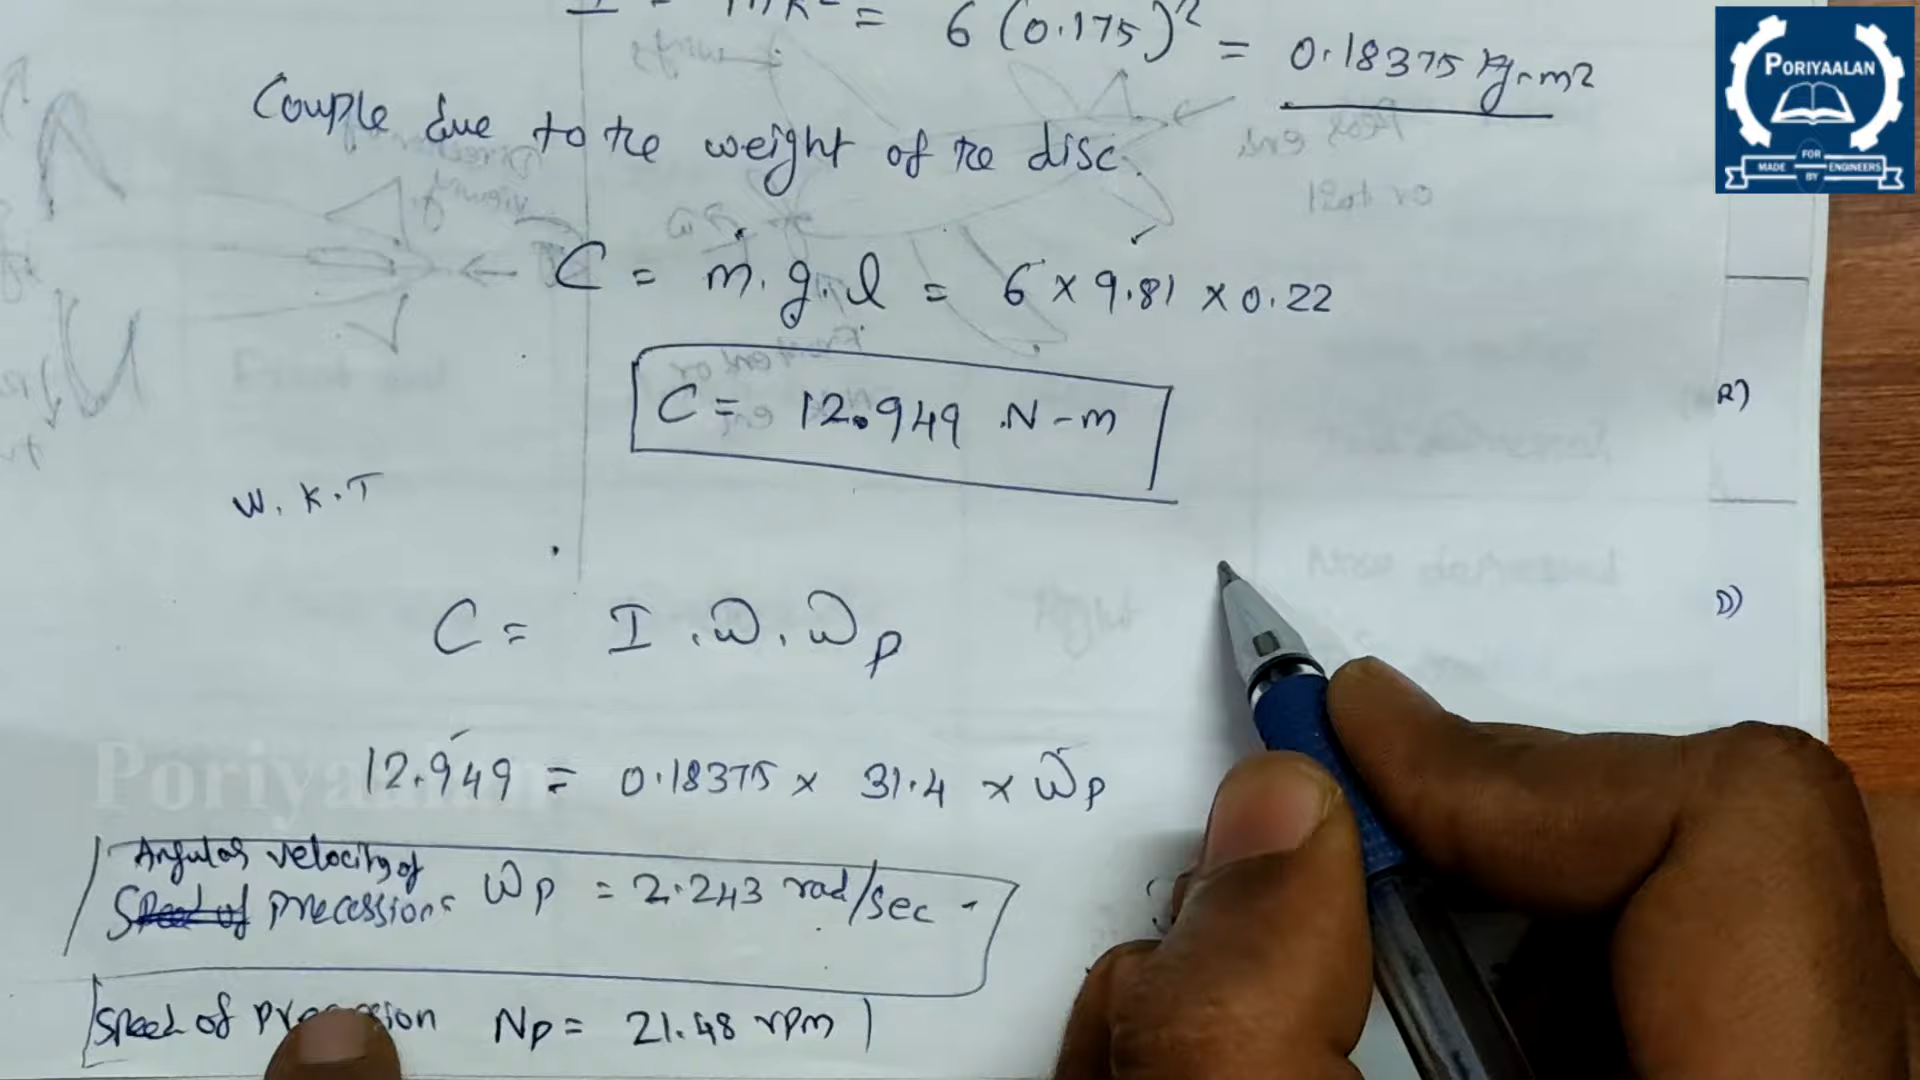 = 6 (0.175)² = 0.18375 kg-m2
Couple due to the weight of the disc.
C = m. g. l = 6 × 9.81 × 0.22
C = 12.949 N-m
W. K. T
C = I . ω. ωp
12.949 = 0.18375 × 31.4 × ωp
Angular velocity of
Speed of precession ωp = 2.243 rad/sec
Speed of precession Np = 21.48 rpm
R)
D)
PORIYAALAN
MADE FOR BY ENGINEERS
Poriyaalan